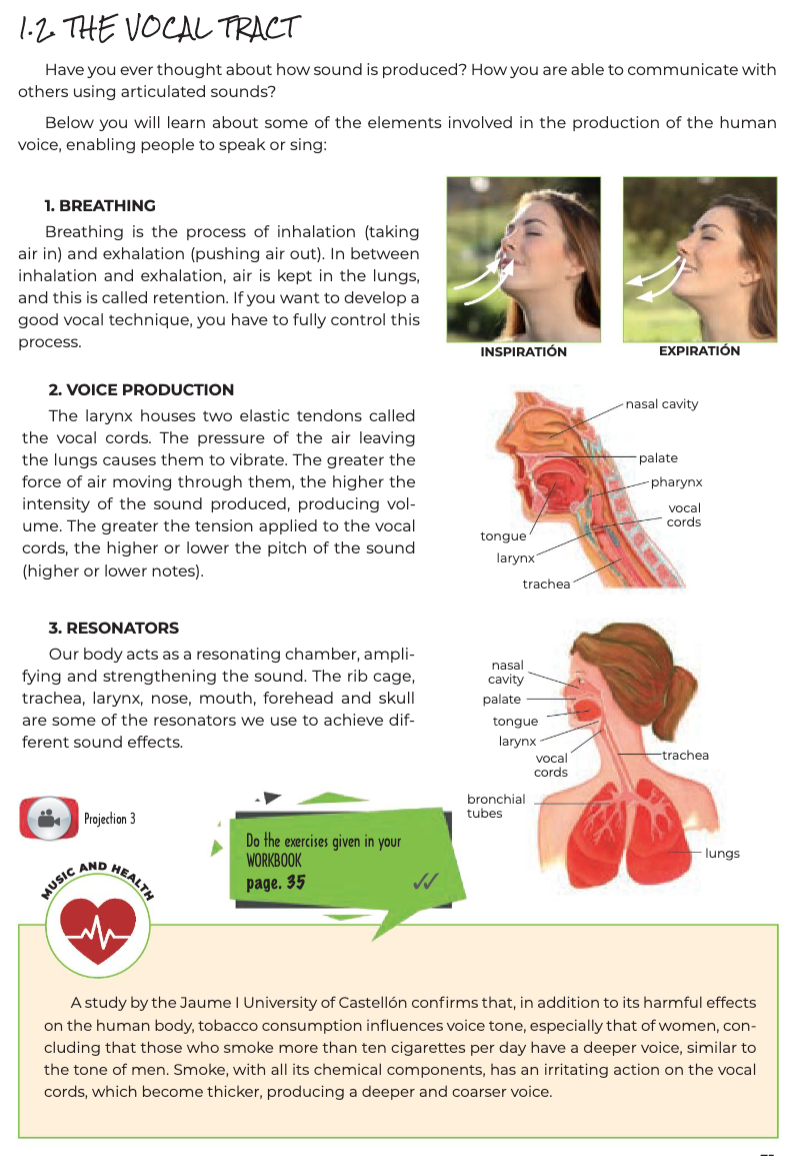 1.2. THE VOCAL TRACT
Have you ever thought about how sound is produced? How you are able to communicate with
others using articulated sounds?
Below you will learn about some of the elements involved in the production of the human
voice, enabling people to speak or sing:
1. BREATHING
Breathing is the process of inhalation (taking
air in) and exhalation (pushing air out). In between
inhalation and exhalation, air is kept in the lungs,
and this is called retention. If you want to develop a
good vocal technique, you have to fully control this
process.
INSPIRATIÓN
EXPIRATIÓN
2. VOICE PRODUCTION
The larynx houses two elastic tendons called
the vocal cords. The pressure of the air leaving
the lungs causes them to vibrate. The greater the
force of air moving through them, the higher the
intensity of the sound produced, producing vol-
ume. The greater the tension applied to the vocal
cords, the higher or lower the pitch of the sound
(higher or lower notes).
nasal cavity
palate
pharynx
vocal
cords
tongue
larynx
trachea
3. RESONATORS
Our body acts as a resonating chamber, ampli-
fying and strengthening the sound. The rib cage,
trachea, larynx, nose, mouth, forehead and skull
are some of the resonators we use to achieve dif-
ferent sound effects.
nasal
cavity
palate
tongue
larynx
vocal
cords
trachea
bronchial
tubes
lungs
Projection 3
Do the exercises given in your
WORKBOOK
page. 35
MUSIC AND HEALTH
A study by the Jaume I University of Castellón confirms that, in addition to its harmful effects
on the human body, tobacco consumption influences voice tone, especially that of women, con-
cluding that those who smoke more than ten cigarettes per day have a deeper voice, similar to
the tone of men. Smoke, with all its chemical components, has an irritating action on the vocal
cords, which become thicker, producing a deeper and coarser voice.